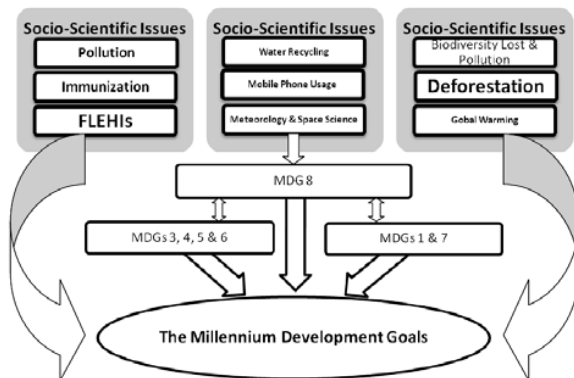 Socio-Scientific Issues
Pollution
Immunization
FLEHIs
Socio-Scientific Issues
Water Recycling
Mobile Phone Usage
Meteorology & Space Science
Socio-Scientific Issues
Biodiversity Lost &
Pollution
Deforestation
Gobal Warming
MDG 8
MDGs 3, 4, 5 & 6
MDGs 1 & 7
The Millennium Development Goals